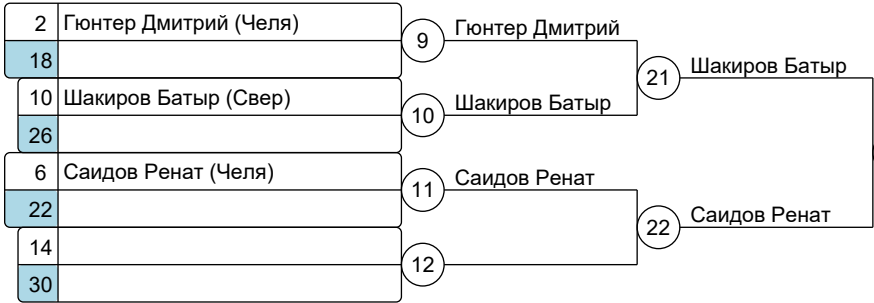 2 Гюнтер Дмитрий (Челя)
18
9 Гюнтер Дмитрий
21 Шакиров Батыр
10 Шакиров Батыр (Свер)
26
10 Шакиров Батыр
6 Саидов Ренат (Челя)
22
11 Саидов Ренат
22 Саидов Ренат
14
30
12